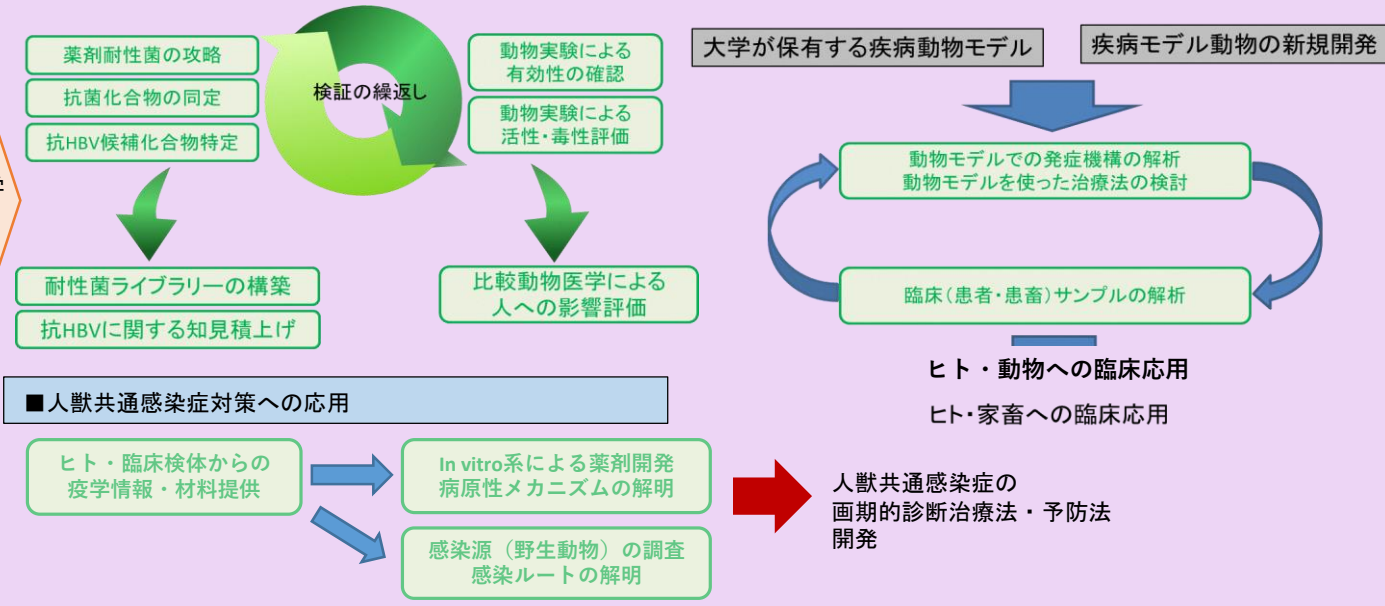 薬剤耐性菌の攻略
抗菌化合物の同定
抗HBV候補化合物特定
検証の繰返し
動物実験による
有効性の確認
動物実験による
活性・毒性評価
耐性菌ライブラリーの構築
抗HBVに関する知見積上げ
比較動物医学による
人への影響評価
大学が保有する疾病動物モデル
疾病モデル動物の新規開発
動物モデルでの発症機構の解析
動物モデルを使った治療法の検討
臨床(患者・患畜)サンプルの解析
ヒト・動物への臨床応用
ヒト・家畜への臨床応用
■人獣共通感染症対策への応用
ヒト・臨床検体からの
疫学情報・材料提供
In vitro系による薬剤開発
病原性メカニズムの解明
感染源（野生動物）の調査
感染ルートの解明
人獣共通感染症の
画期的診断治療法・予防法
開発